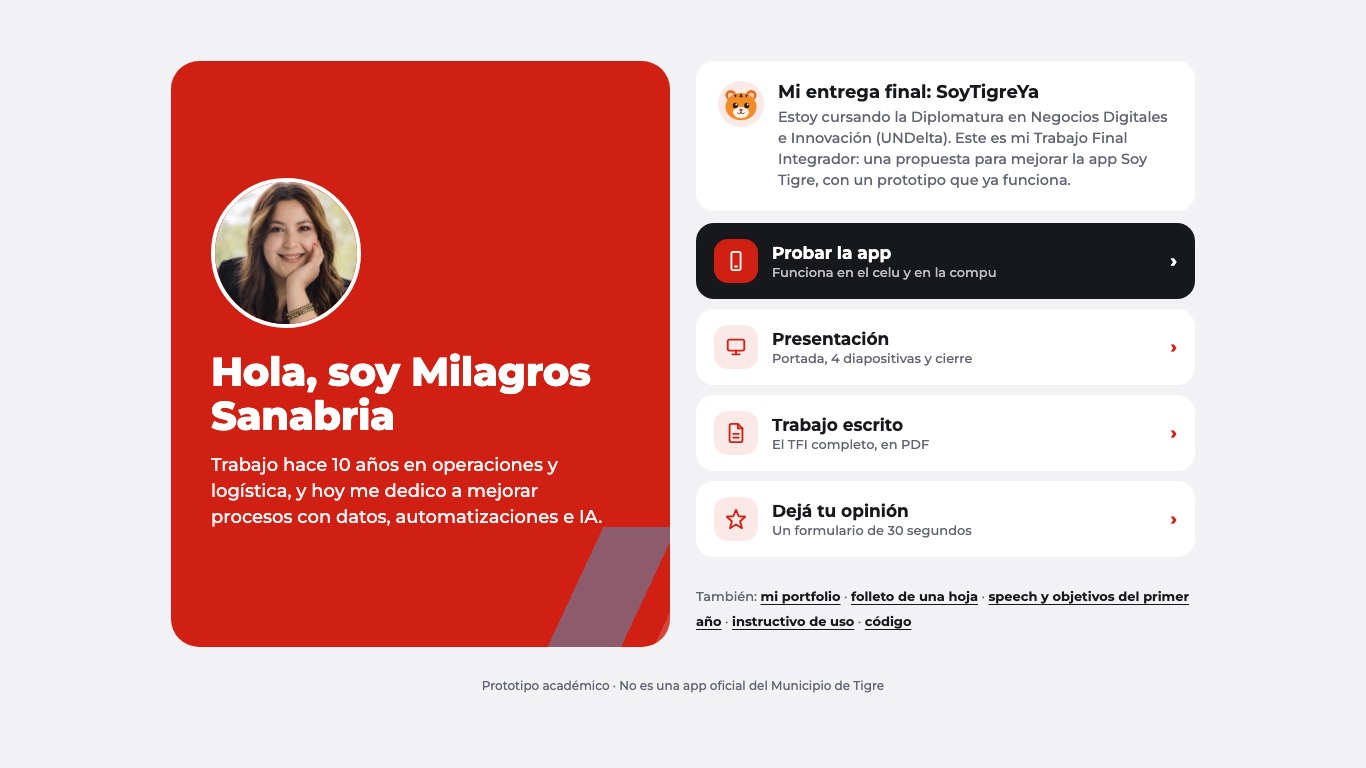 Hola, soy Milagros
Sanabria
Trabajo hace 10 años en operaciones y
logística, y hoy me dedico a mejorar
procesos con datos, automatizaciones e IA.
Mi entrega final: SoyTigreYa
Estoy cursando la Diplomatura en Negocios Digitales
e Innovación (UNDelta). Este es mi Trabajo Final
Integrador: una propuesta para mejorar la app Soy
Tigre, con un prototipo que ya funciona.
Probar la app
Funciona en el celu y en la compu
Presentación
Portada, 4 diapositivas y cierre
Trabajo escrito
El TFI completo, en PDF
Dejá tu opinión
Un formulario de 30 segundos
También: mi portfolio · folleto de una hoja · speech y objetivos del primer
año · instructivo de uso · código
Prototipo académico · No es una app oficial del Municipio de Tigre